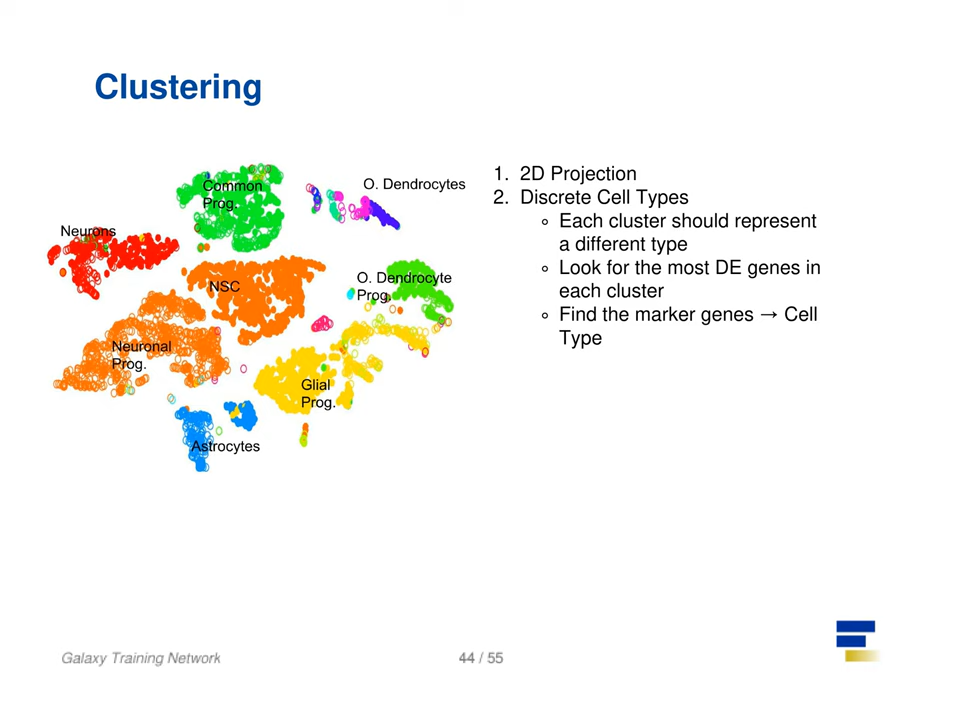 Clustering
Common
Prog.
O. Dendrocytes
Neurons
NSC
O. Dendrocyte
Prog.
Neuronal
Prog.
Glial
Prog.
Astrocytes
1. 2D Projection
2. Discrete Cell Types
Each cluster should represent
a different type
Look for the most DE genes in
each cluster
Find the marker genes → Cell
Type
Galaxy Training Network
44 / 55